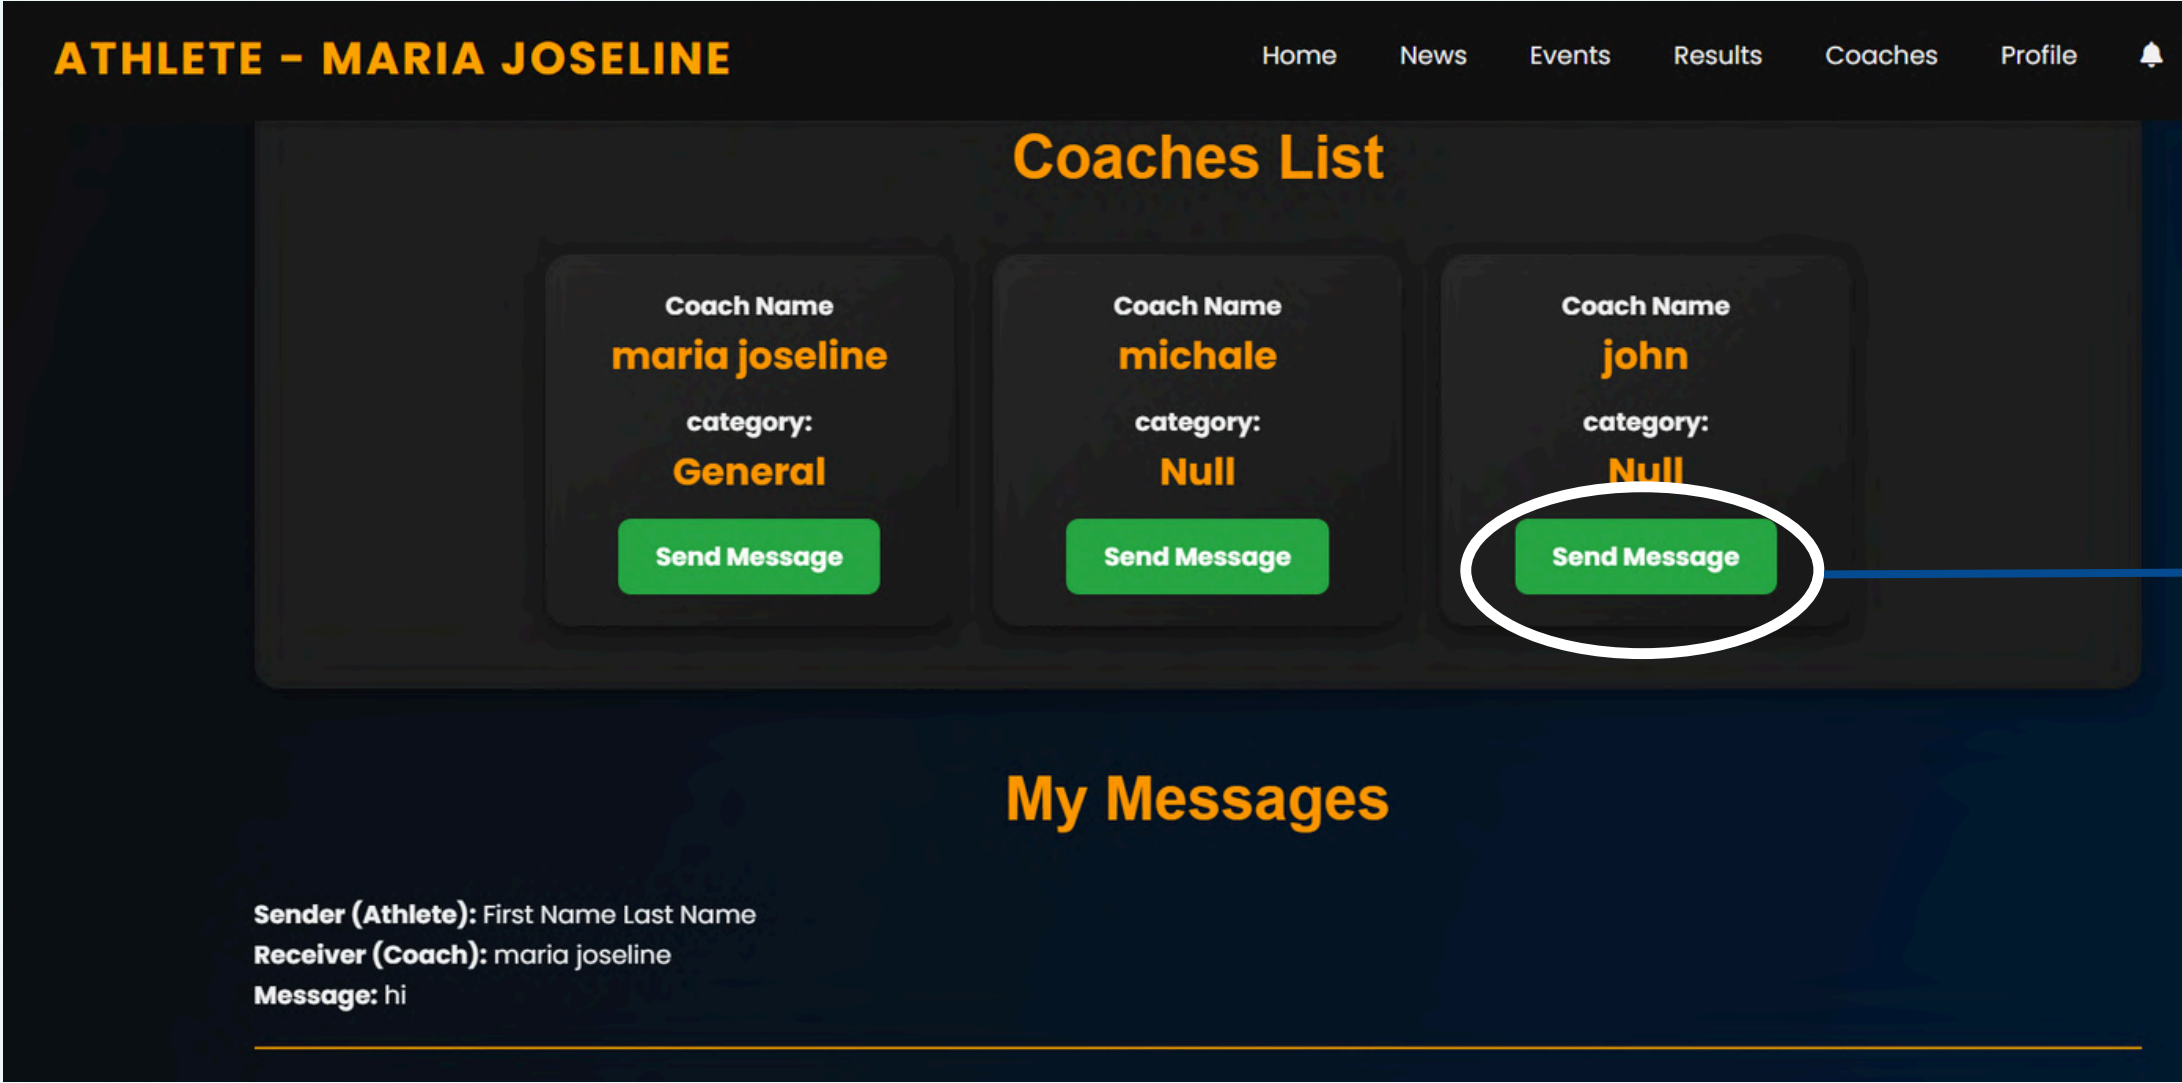 ATHLETE - MARIA JOSELINE
Home News Events Results Coaches Profile
Coaches List
Coach Name
maria joseline
category:
General
Send Message
Coach Name
michale
category:
Null
Send Message
Coach Name
john
category:
Null
Send Message
My Messages
Sender (Athlete): First Name Last Name
Receiver (Coach): maria joseline
Message: hi